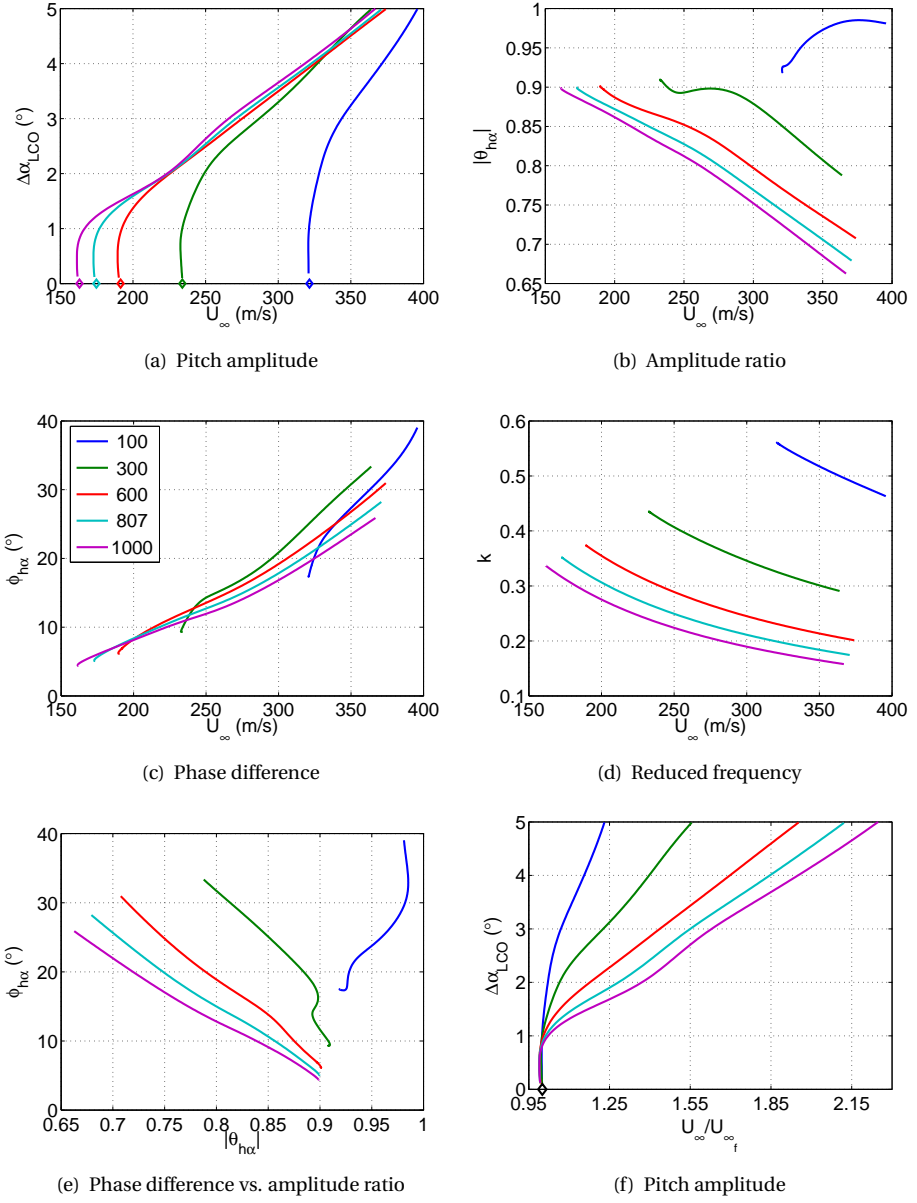 5
4
3
2
1
0
Δα_LCO (°)
150 200 250 300 350 400
U_∞ (m/s)
(a) Pitch amplitude
1
0.95
0.9
0.85
0.8
0.75
0.7
0.65
|θ_hα|
150 200 250 300 350 400
U_∞ (m/s)
(b) Amplitude ratio
40
30
20
10
0
ϕ_hα (°)
100
300
600
807
1000
150 200 250 300 350 400
U_∞ (m/s)
(c) Phase difference
0.6
0.5
0.4
0.3
0.2
0.1
k
150 200 250 300 350 400
U_∞ (m/s)
(d) Reduced frequency
40
30
20
10
0
ϕ_hα (°)
0.65 0.7 0.75 0.8 0.85 0.9 0.95 1
|θ_hα|
(e) Phase difference vs. amplitude ratio
5
4
3
2
1
0
Δα_LCO (°)
0.95 1.25 1.55 1.85 2.15
U_∞/U_∞_f
(f) Pitch amplitude